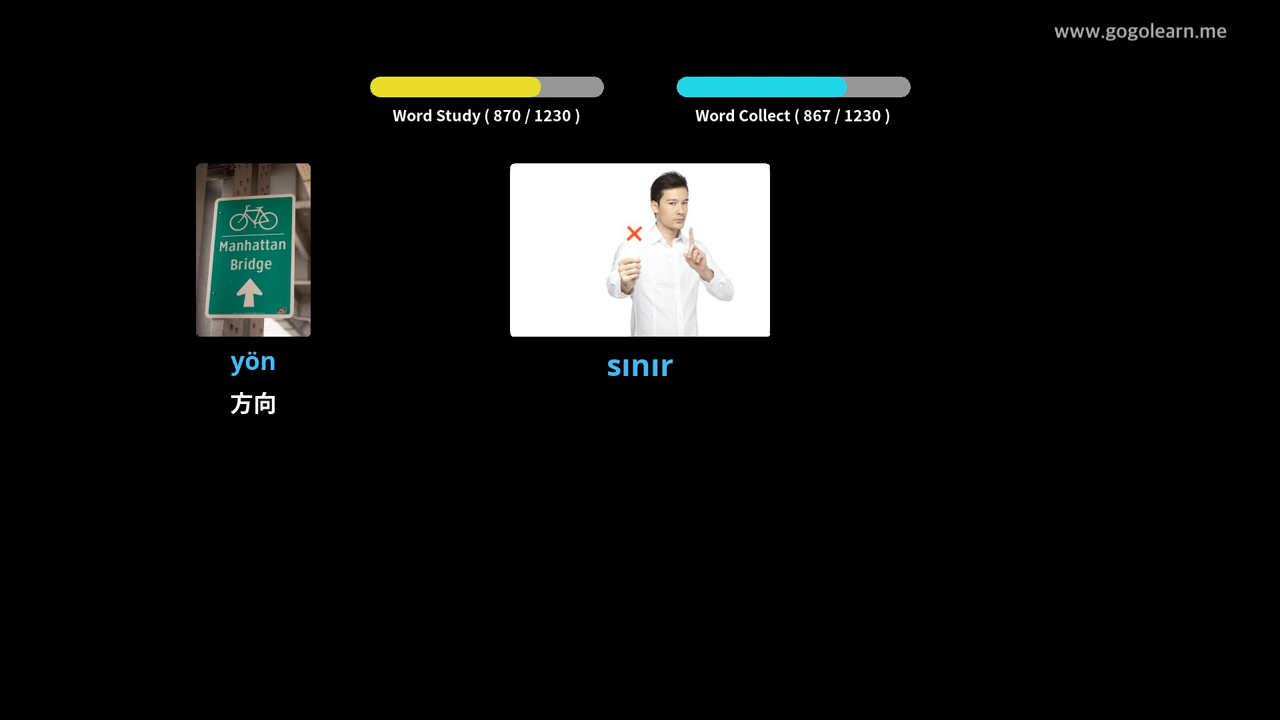 www.gogolearn.me
Word Study ( 870 / 1230 )
Word Collect ( 867 / 1230 )
Manhattan
Bridge
yön
方向
sınır